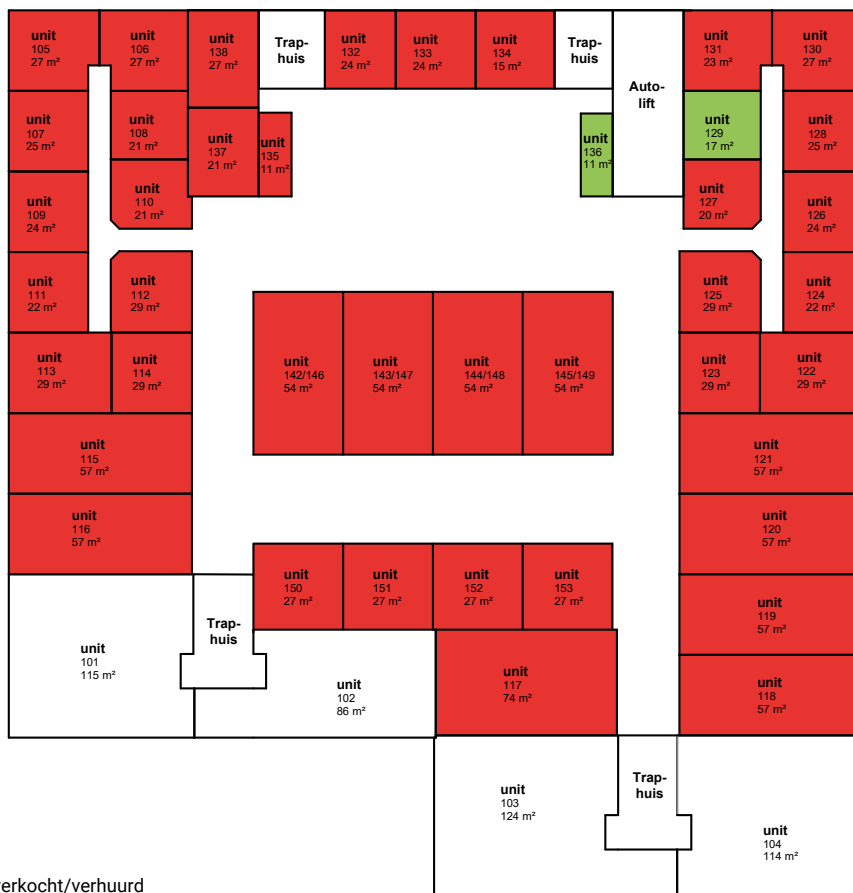 unit
105
27 m²
unit
106
27 m²
unit
138
27 m²
Trap-
huis
unit
132
24 m²
unit
133
24 m²
unit
134
15 m²
Trap-
huis
Auto-
lift
unit
131
23 m²
unit
130
27 m²
unit
107
25 m²
unit
108
21 m²
unit
137
21 m²
unit
135
11 m²
unit
136
11 m²
unit
129
17 m²
unit
128
25 m²
unit
109
24 m²
unit
110
21 m²
unit
127
20 m²
unit
126
24 m²
unit
111
22 m²
unit
112
29 m²
unit
125
29 m²
unit
124
22 m²
unit
113
29 m²
unit
114
29 m²
unit
142/146
54 m²
unit
143/147
54 m²
unit
144/148
54 m²
unit
145/149
54 m²
unit
123
29 m²
unit
122
29 m²
unit
115
57 m²
unit
121
57 m²
unit
116
57 m²
unit
120
57 m²
unit
150
27 m²
unit
151
27 m²
unit
152
27 m²
unit
153
27 m²
unit
119
57 m²
Trap-
huis
unit
101
115 m²
unit
102
86 m²
unit
117
74 m²
unit
118
57 m²
unit
103
124 m²
Trap-
huis
unit
104
114 m²
verkocht/verhuurd